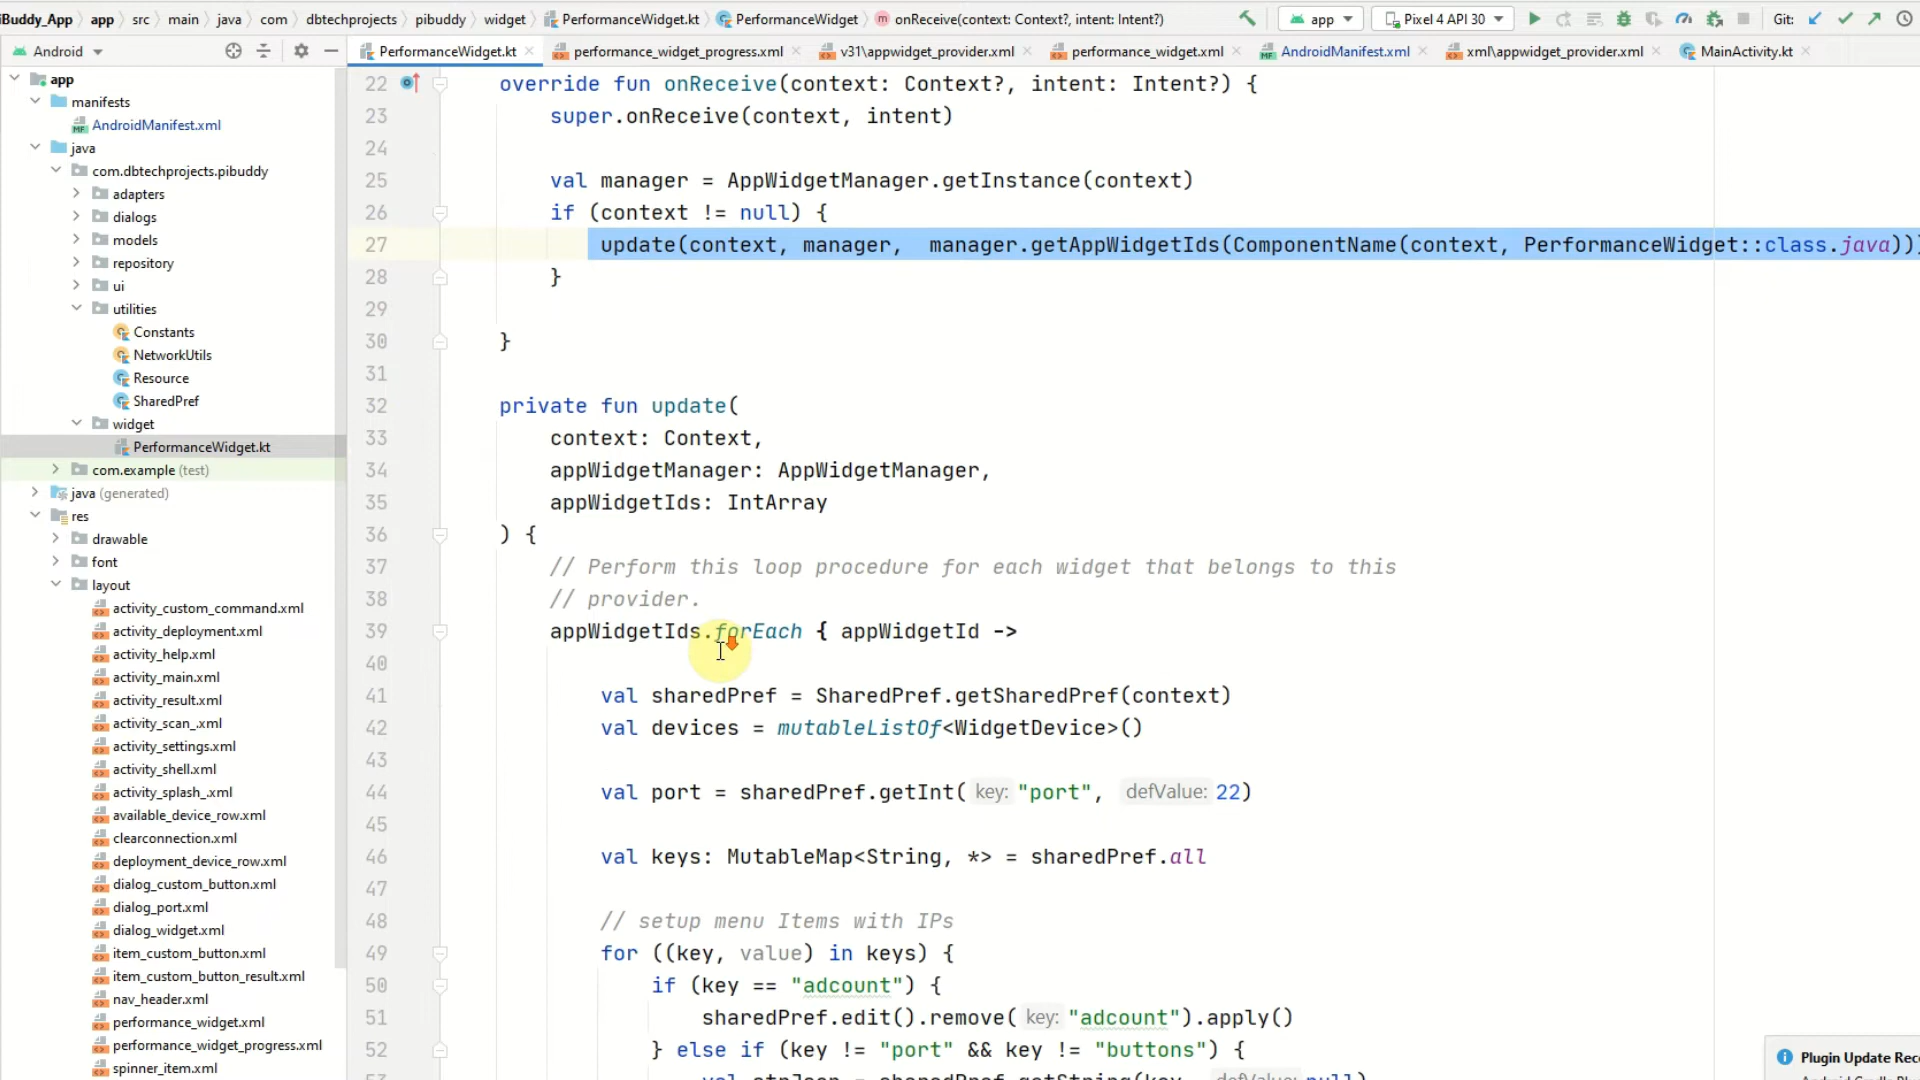 iBuddy_App app src main java com dbtechprojects pibuddy widget PerformanceWidget.kt PerformanceWidget onReceive(context: Context?, intent: Intent?) app Pixel 4 API 30 Git:
Android PerformanceWidget.kt performance_widget_progress.xml v31\appwidget_provider.xml performance_widget.xml AndroidManifest.xml xml\appwidget_provider.xml MainActivity.kt
app
manifests
AndroidManifest.xml
java
com.dbtechprojects.pibuddy
adapters
dialogs
models
repository
ui
utilities
Constants
NetworkUtils
Resource
SharedPref
widget
PerformanceWidget.kt
com.example (test)
java (generated)
res
drawable
font
layout
activity_custom_command.xml
activity_deployment.xml
activity_help.xml
activity_main.xml
activity_result.xml
activity_scan_.xml
activity_settings.xml
activity_shell.xml
activity_splash_.xml
available_device_row.xml
clearconnection.xml
deployment_device_row.xml
dialog_custom_button.xml
dialog_port.xml
dialog_widget.xml
item_custom_button.xml
item_custom_button_result.xml
nav_header.xml
performance_widget.xml
performance_widget_progress.xml
spinner_item.xml
22 override fun onReceive(context: Context?, intent: Intent?) {
23 super.onReceive(context, intent)
24
25 val manager = AppWidgetManager.getInstance(context)
26 if (context != null) {
27 update(context, manager, manager.getAppWidgetIds(ComponentName(context, PerformanceWidget::class.java)))
28 }
29
30 }
31
32 private fun update(
33 context: Context,
34 appWidgetManager: AppWidgetManager,
35 appWidgetIds: IntArray
36 ) {
37 // Perform this loop procedure for each widget that belongs to this
38 // provider.
39 appWidgetIds.forEach { appWidgetId ->
40
41 val sharedPref = SharedPref.getSharedPref(context)
42 val devices = mutableListOf<WidgetDevice>()
43
44 val port = sharedPref.getInt( key: "port", defValue: 22)
45
46 val keys: MutableMap<String, *> = sharedPref.all
47
48 // setup menu Items with IPs
49 for ((key, value) in keys) {
50 if (key == "adcount") {
51 sharedPref.edit().remove( key: "adcount").apply()
52 } else if (key != "port" && key != "buttons") {
Plugin Update Rec